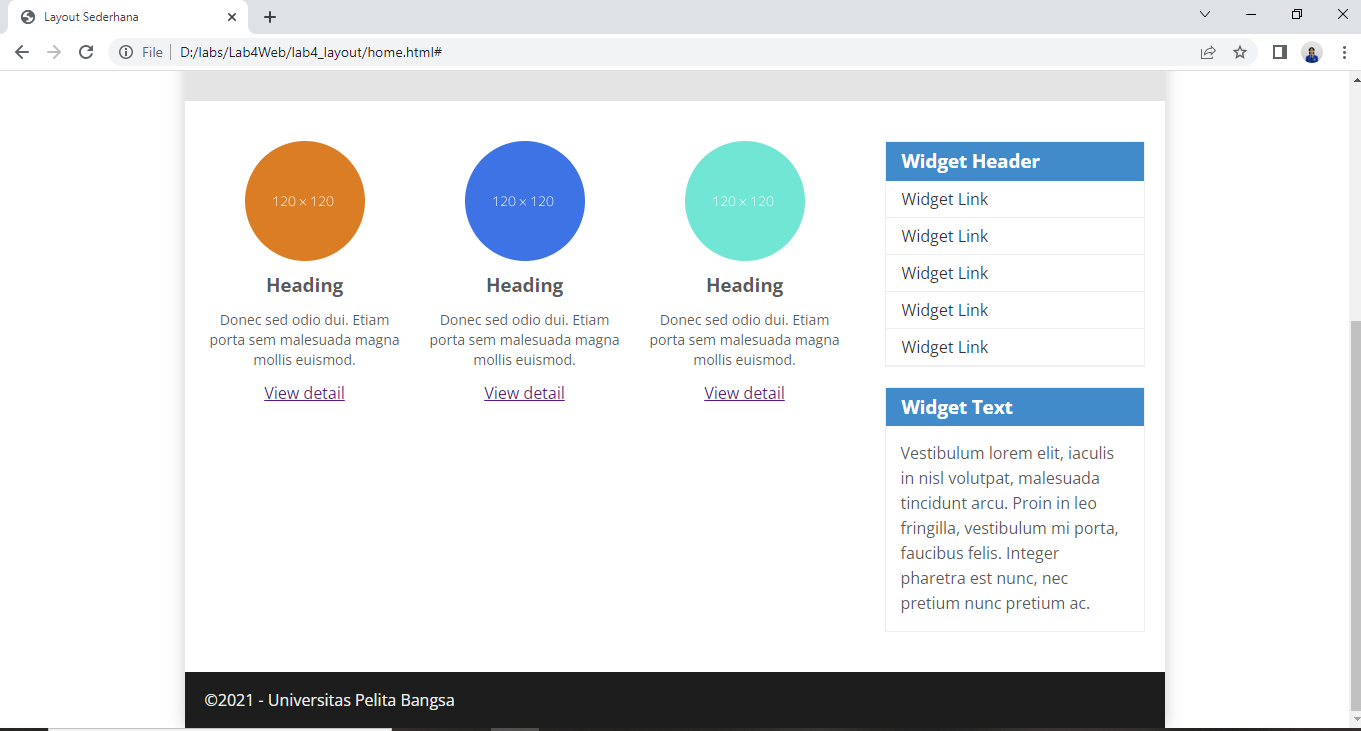 Layout Sederhana
File
D:/labs/Lab4Web/lab4_layout/home.html#
120 × 120
Heading
Donec sed odio dui. Etiam
porta sem malesuada magna
mollis euismod.
View detail
120 × 120
Heading
Donec sed odio dui. Etiam
porta sem malesuada magna
mollis euismod.
View detail
120 × 120
Heading
Donec sed odio dui. Etiam
porta sem malesuada magna
mollis euismod.
View detail
Widget Header
Widget Link
Widget Link
Widget Link
Widget Link
Widget Link
Widget Text
Vestibulum lorem elit, iaculis
in nisl volutpat, malesuada
tincidunt arcu. Proin in leo
fringilla, vestibulum mi porta,
faucibus felis. Integer
pharetra est nunc, nec
pretium nunc pretium ac.
©2021 - Universitas Pelita Bangsa